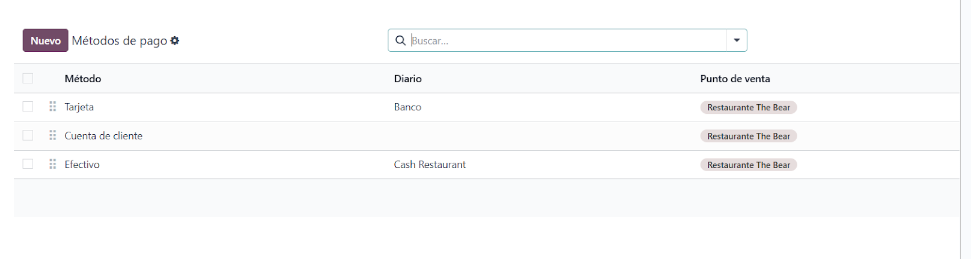 Nuevo Métodos de pago Buscar...
Método Diario Punto de venta
Tarjeta Banco Restaurante The Bear
Cuenta de cliente Restaurante The Bear
Efectivo Cash Restaurant Restaurante The Bear